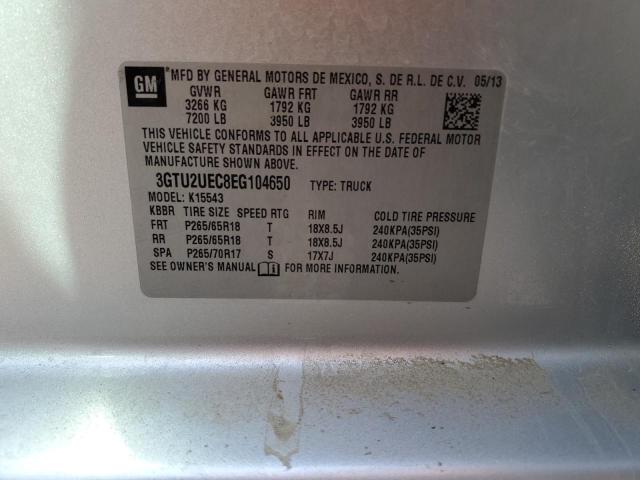 GM MFD BY GENERAL MOTORS DE MEXICO, S. DE R.L. DE C.V. 05/13
GVWR GAWR FRT GAWR RR
3266 KG 1792 KG 1792 KG
7200 LB 3950 LB 3950 LB
THIS VEHICLE CONFORMS TO ALL APPLICABLE U.S. FEDERAL MOTOR
VEHICLE SAFETY STANDARDS IN EFFECT ON THE DATE OF
MANUFACTURE SHOWN ABOVE.
3GTU2UEC8EG104650 TYPE: TRUCK
MODEL: K15543
KBBR TIRE SIZE SPEED RTG RIM COLD TIRE PRESSURE
FRT P265/65R18 T 18X8.5J 240KPA(35PSI)
RR P265/65R18 T 18X8.5J 240KPA(35PSI)
SPA P265/70R17 S 17X7J 240KPA(35PSI)
SEE OWNER'S MANUAL FOR MORE INFORMATION.